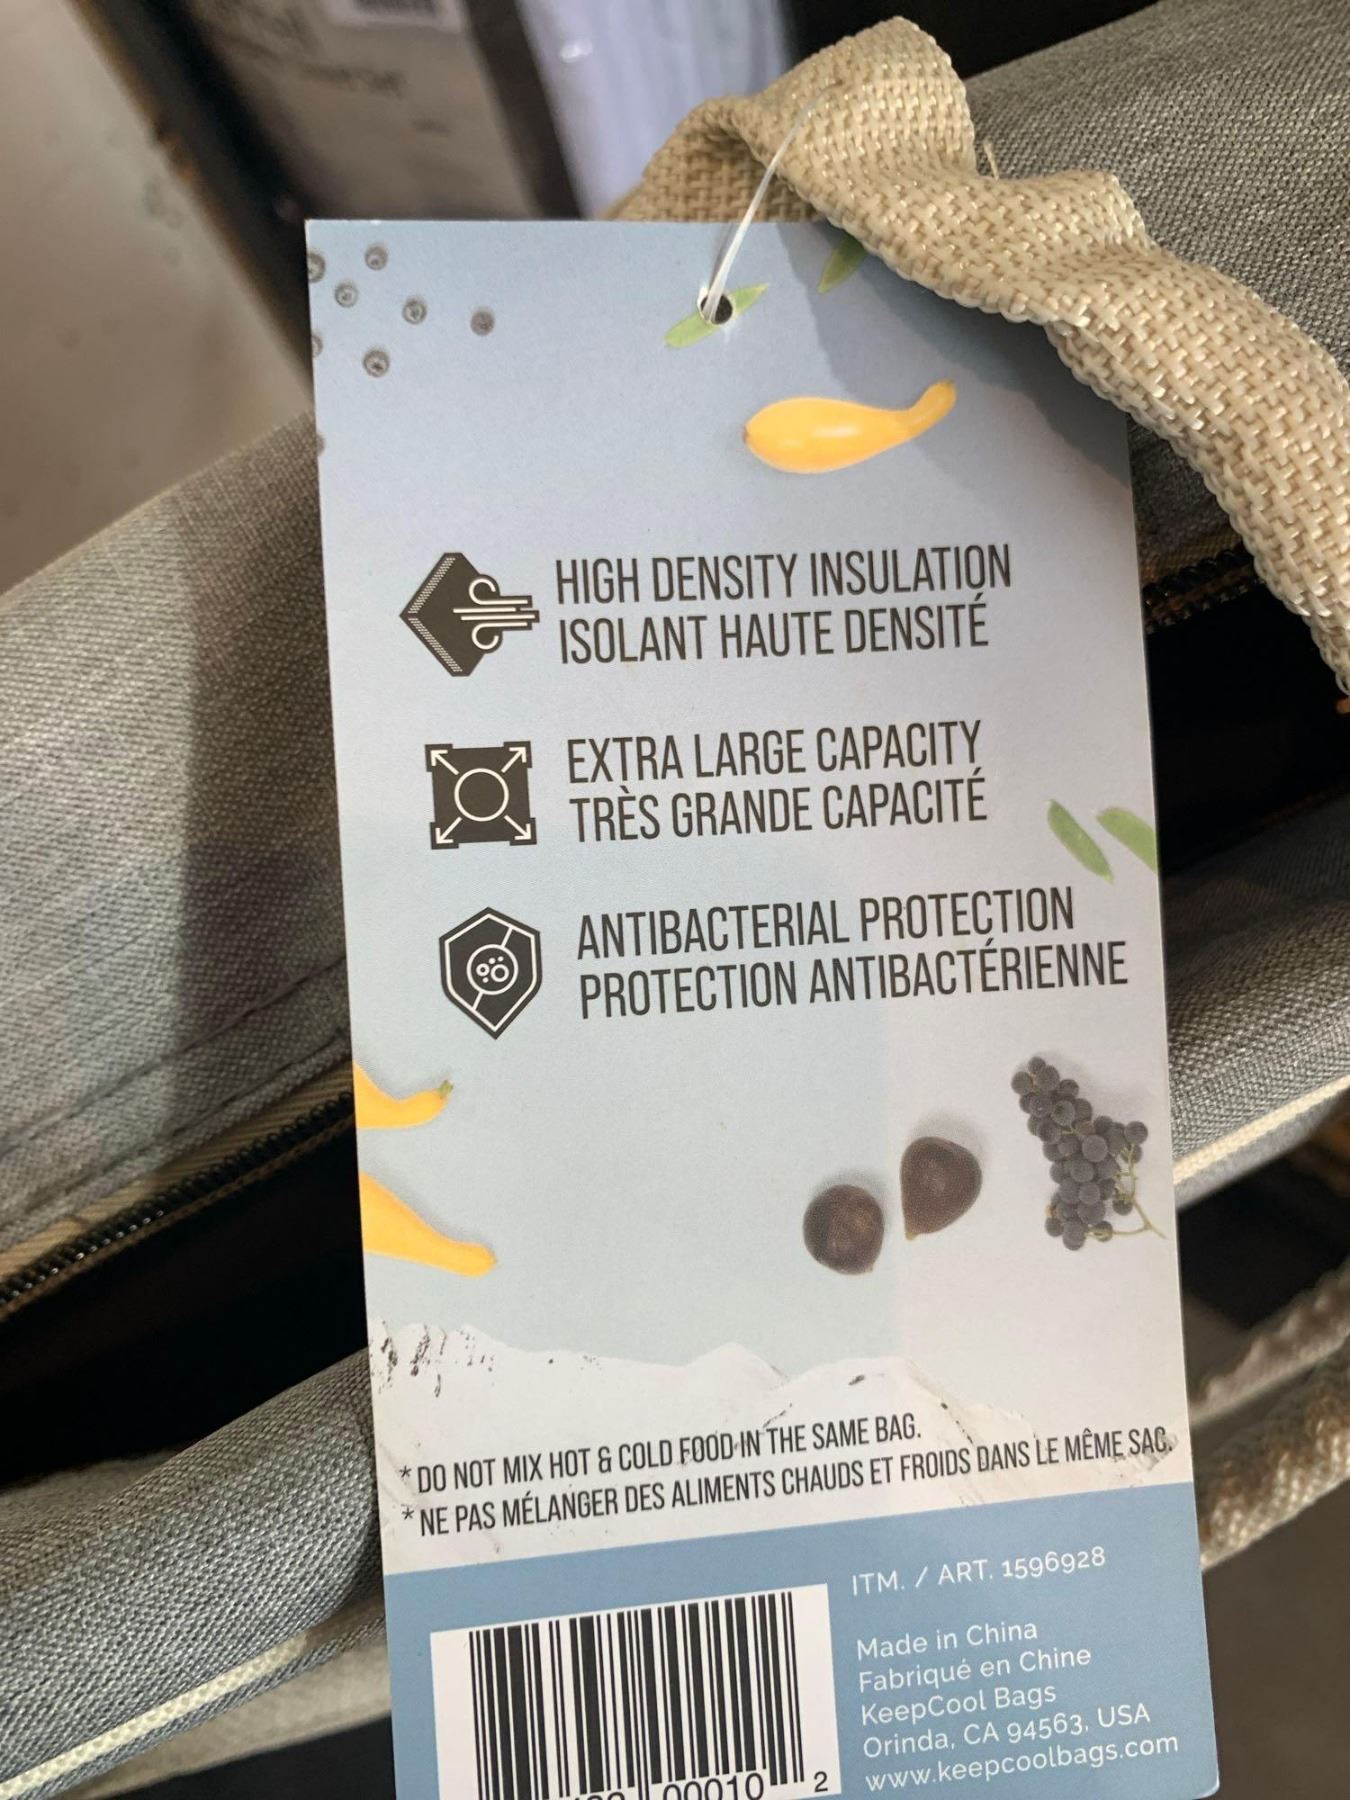 HIGH DENSITY INSULATION
ISOLANT HAUTE DENSITÉ
EXTRA LARGE CAPACITY
TRÈS GRANDE CAPACITÉ
ANTIBACTERIAL PROTECTION
PROTECTION ANTIBACTÉRIENNE
* DO NOT MIX HOT & COLD FOOD IN THE SAME BAG.
* NE PAS MÉLANGER DES ALIMENTS CHAUDS ET FROIDS DANS LE MÊME SAC.
ITM. / ART. 1596928
Made in China
Fabriqué en Chine
KeepCool Bags
Orinda, CA 94563, USA
www.keepcoolbags.com
00010 2